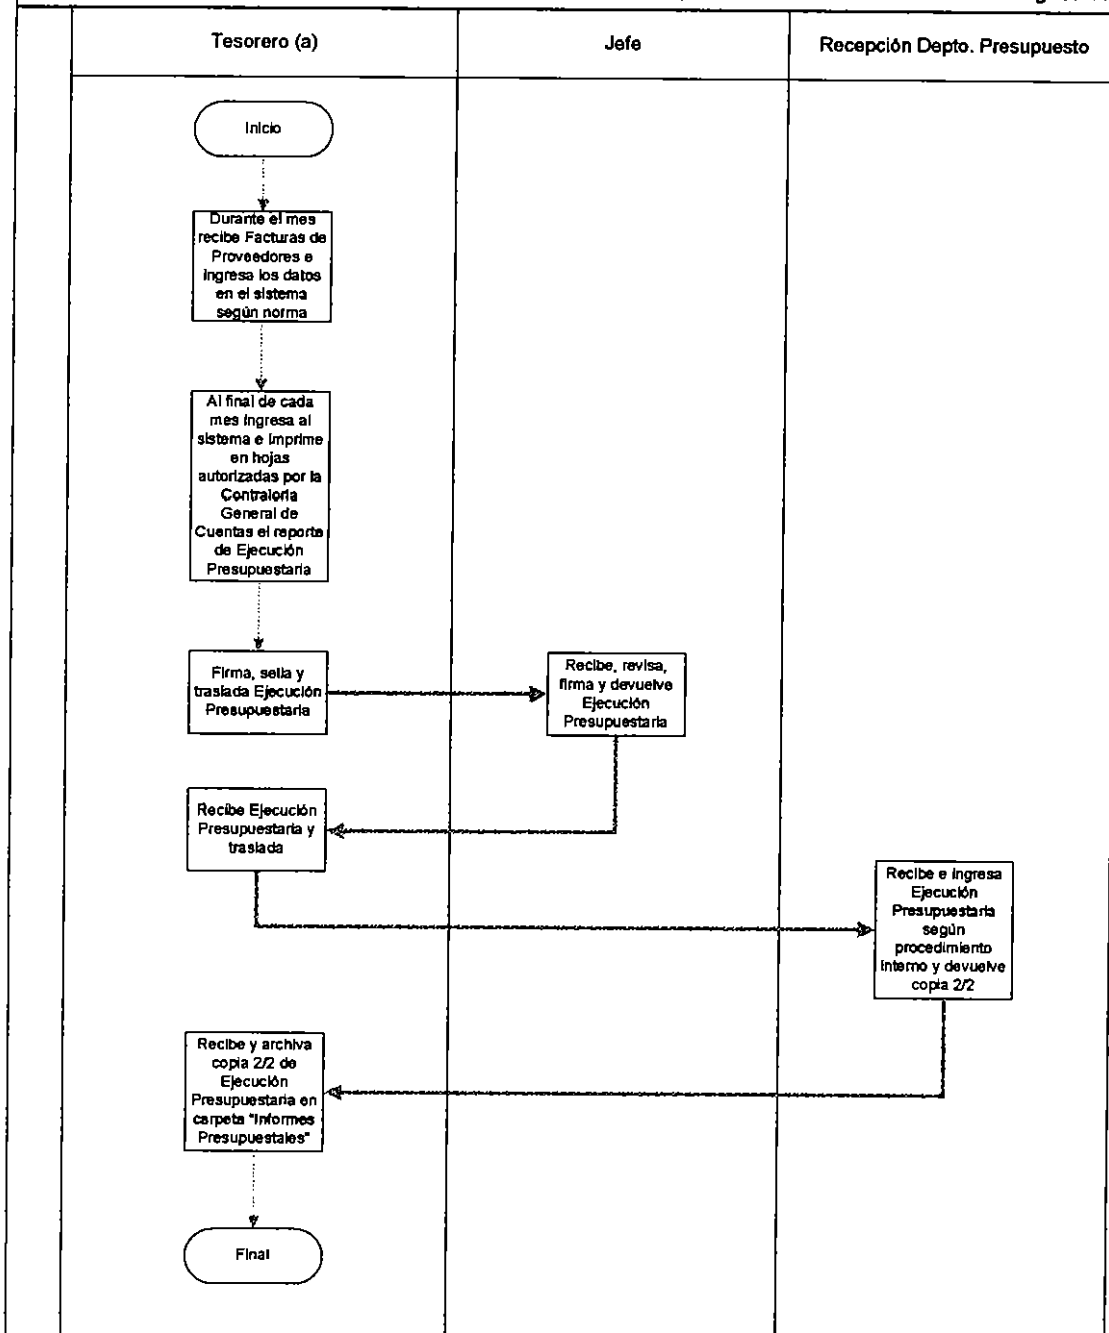 Tesorero (a)
Jefe
Recepción Depto. Presupuesto
Inicio
Durante el mes
recibe Facturas de
Proveedores e
ingresa los datos
en el sistema
según norma
Al final de cada
mes ingresa al
sistema e imprime
en hojas
autorizadas por la
Contraloría
General de
Cuentas el reporte
de Ejecución
Presupuestaria
Firma, sella y
traslada Ejecución
Presupuestaria
Recibe, revisa,
firma y devuelve
Ejecución
Presupuestaria
Recibe Ejecución
Presupuestaria y
traslada
Recibe e ingresa
Ejecución
Presupuestaria
según
procedimiento
interno y devuelve
copia 2/2
Recibe y archiva
copia 2/2 de
Ejecución
Presupuestaria en
carpeta "Informes
Presupuestales"
Final